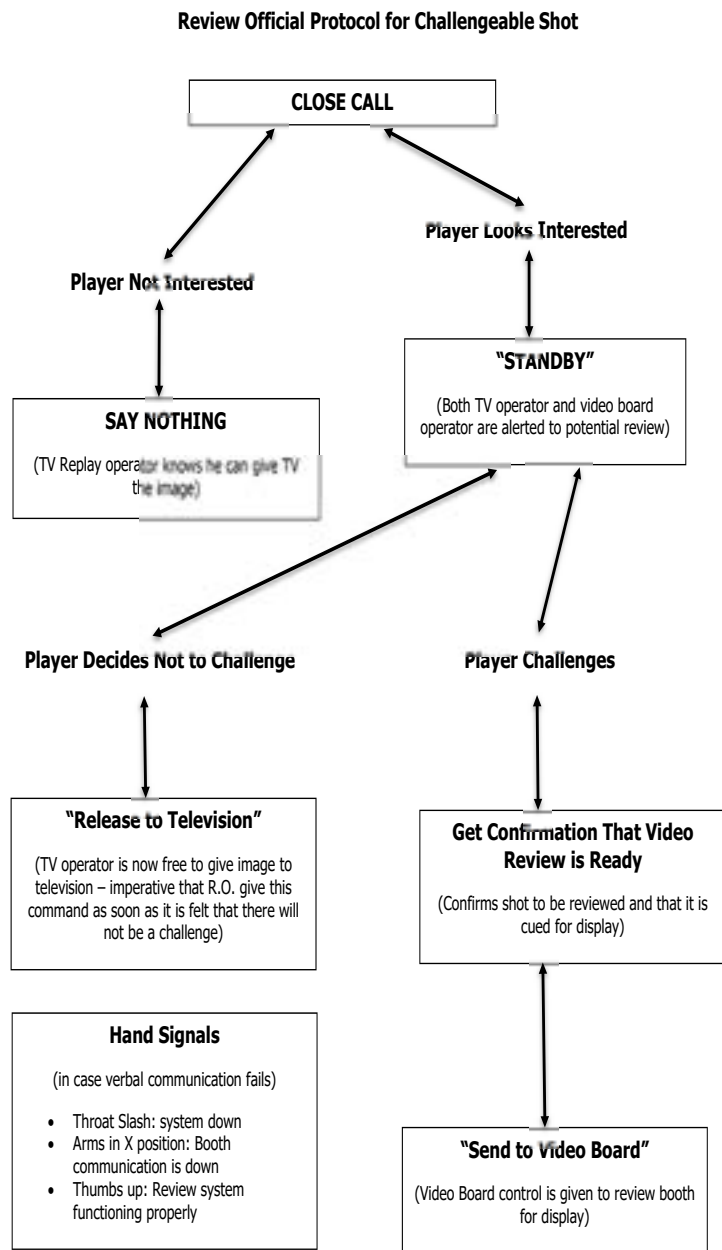 Review Official Protocol for Challengeable Shot
CLOSE CALL
Player Looks Interested
Player Not Interested
“STANDBY”
(Both TV operator and video board
operator are alerted to potential review)
SAY NOTHING
(TV Replay operator knows he can give TV
the image)
Player Decides Not to Challenge
Player Challenges
“Release to Television”
(TV operator is now free to give image to
television – imperative that R.O. give this
command as soon as it is felt that there will
not be a challenge)
Get Confirmation That Video
Review is Ready
(Confirms shot to be reviewed and that it is
cued for display)
Hand Signals
(in case verbal communication fails)
• Throat Slash: system down
• Arms in X position: Booth
communication is down
• Thumbs up: Review system
functioning properly
“Send to Video Board”
(Video Board control is given to review booth
for display)